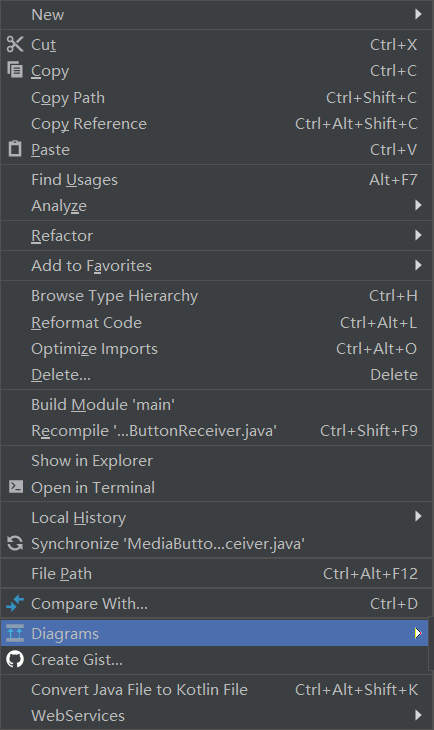 New
Cut Ctrl+X
Copy Ctrl+C
Copy Path Ctrl+Shift+C
Copy Reference Ctrl+Alt+Shift+C
Paste Ctrl+V
Find Usages Alt+F7
Analyze
Refactor
Add to Favorites
Browse Type Hierarchy Ctrl+H
Reformat Code Ctrl+Alt+L
Optimize Imports Ctrl+Alt+O
Delete... Delete
Build Module 'main'
Recompile '...ButtonReceiver.java' Ctrl+Shift+F9
Show in Explorer
Open in Terminal
Local History
Synchronize 'MediaButto...ceiver.java'
File Path Ctrl+Alt+F12
Compare With... Ctrl+D
Diagrams
Create Gist...
Convert Java File to Kotlin File Ctrl+Alt+Shift+K
WebServices